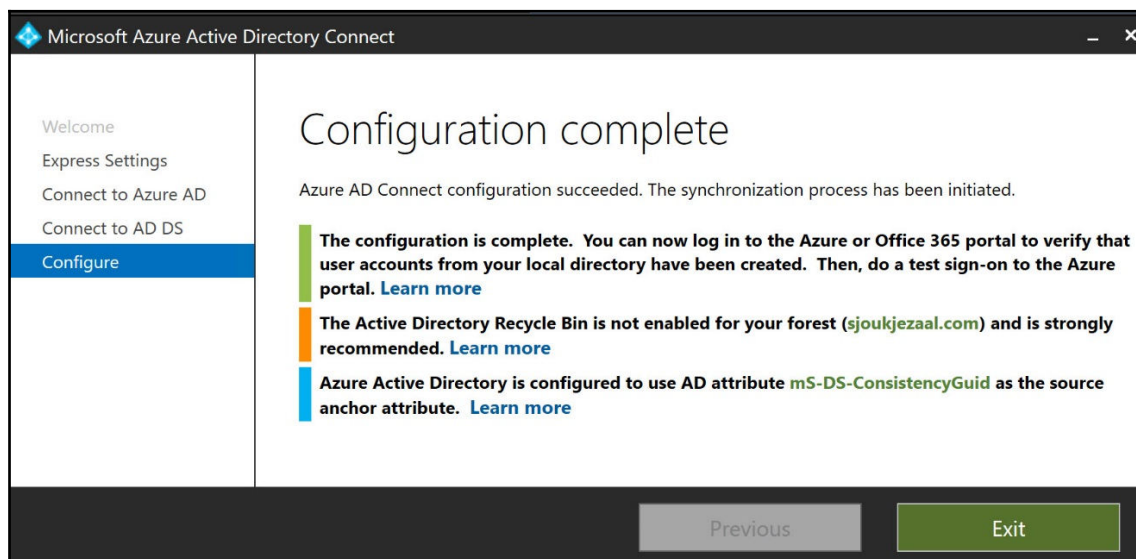 Microsoft Azure Active Directory Connect
Welcome
Express Settings
Connect to Azure AD
Connect to AD DS
Configure
Configuration complete
Azure AD Connect configuration succeeded. The synchronization process has been initiated.
The configuration is complete. You can now log in to the Azure or Office 365 portal to verify that
user accounts from your local directory have been created. Then, do a test sign-on to the Azure
portal. Learn more
The Active Directory Recycle Bin is not enabled for your forest (sjoukjezaal.com) and is strongly
recommended. Learn more
Azure Active Directory is configured to use AD attribute mS-DS-ConsistencyGuid as the source
anchor attribute. Learn more
Previous
Exit